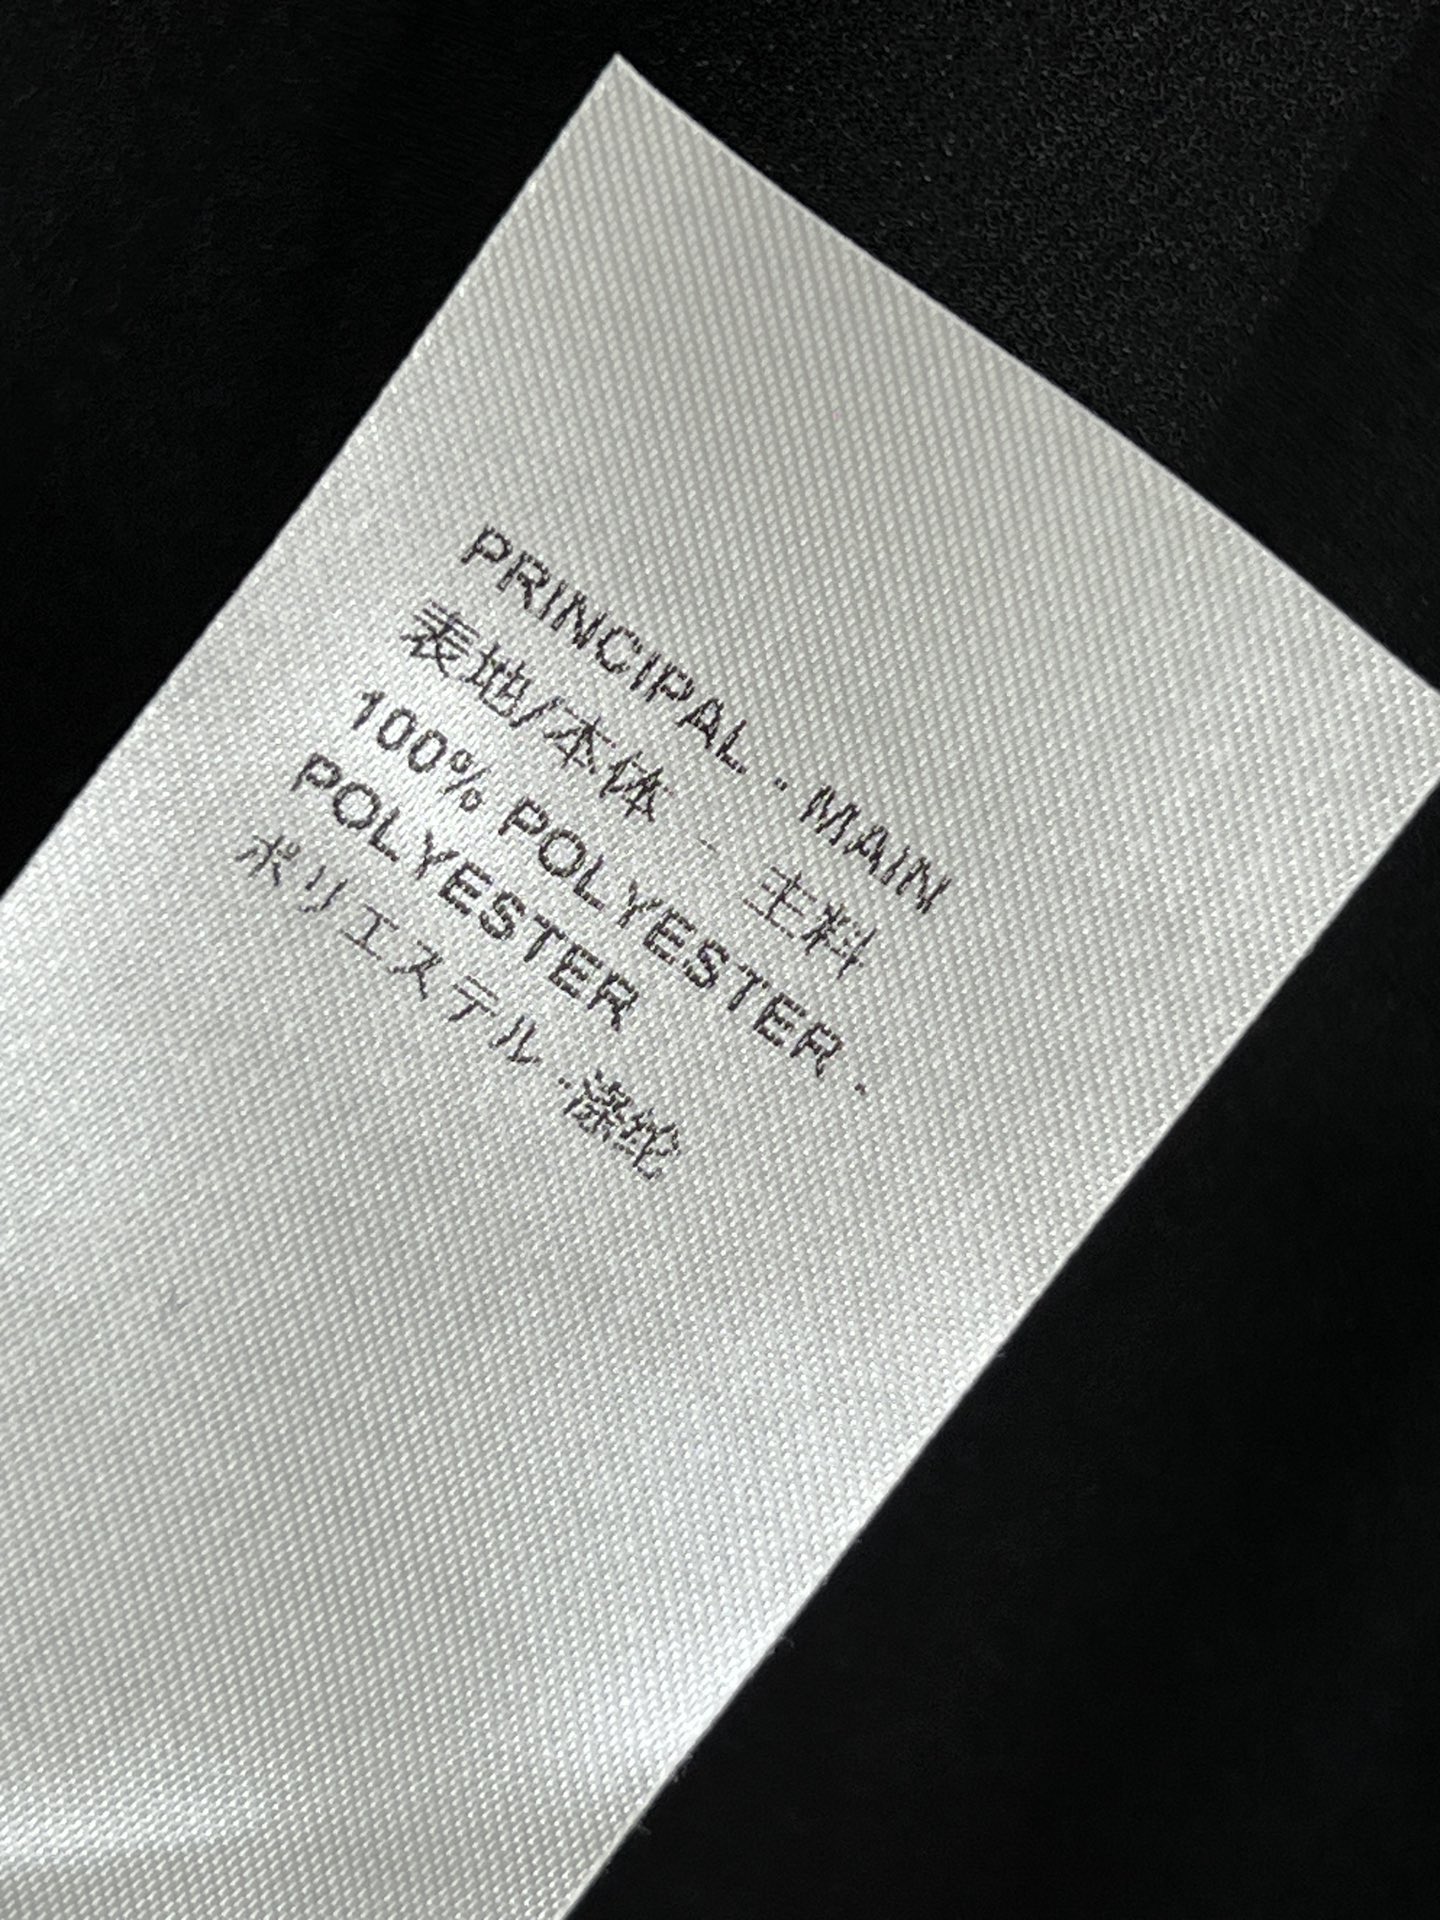 PRINCIPAL · MAIN
表地/本体 - 主料
100% POLYESTER ·
POLYESTER
ポリエステル ·涤纶